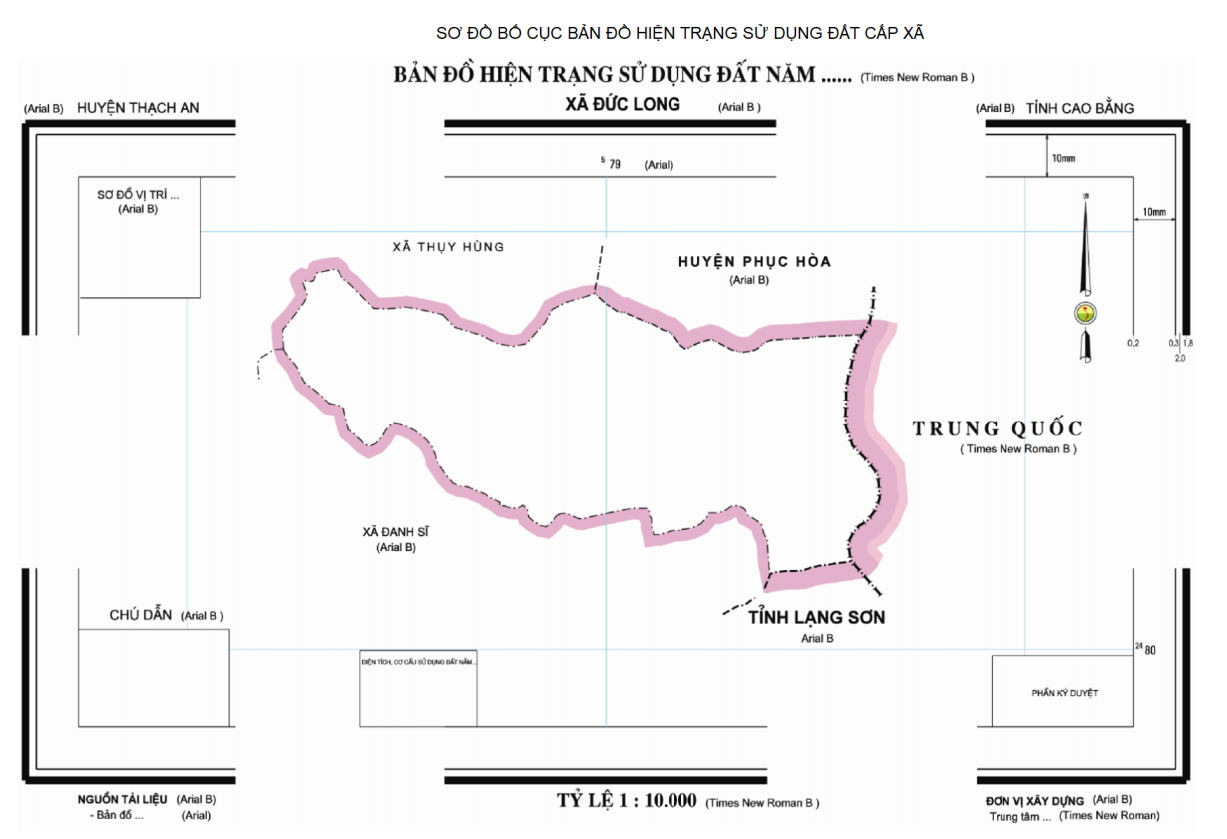 SƠ ĐỒ BỐ CỤC BẢN ĐỒ HIỆN TRẠNG SỬ DỤNG ĐẤT CẤP XÃ
BẢN ĐỒ HIỆN TRẠNG SỬ DỤNG ĐẤT NĂM ...... (Times New Roman B )
(Arial B) HUYỆN THẠCH AN
XÃ ĐỨC LONG (Arial B )
(Arial B) TỈNH CAO BẰNG
5 79 (Arial)
10mm
SƠ ĐỒ VỊ TRÍ ...
(Arial B)
10mm
XÃ THỤY HÙNG
HUYỆN PHỤC HÒA
(Arial B)
0,2 0,3 1,8
2,0
TRUNG QUỐC
( Times New Roman B )
XÃ ĐANH SĨ
(Arial B)
CHÚ DẪN (Arial B )
TỈNH LẠNG SƠN
Arial B
24 80
DIỆN TÍCH, CƠ CẤU SỬ DỤNG ĐẤT NĂM...
PHẦN KÝ DUYỆT
NGUỒN TÀI LIỆU (Arial B)
- Bản đồ ... (Arial)
TỶ LỆ 1 : 10.000 (Times New Roman B )
ĐƠN VỊ XÂY DỰNG (Arial B)
Trung tâm ... (Times New Roman)